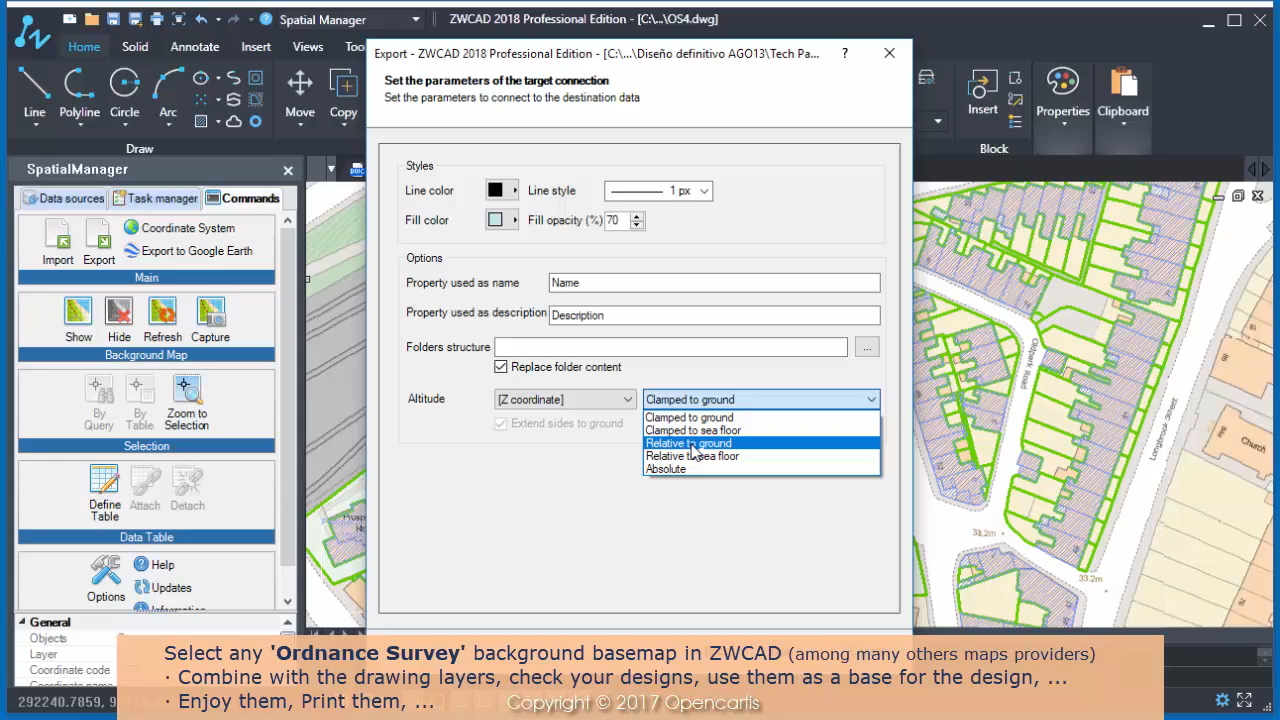 Spatial Manager
ZWCAD 2018 Professional Edition - [C:\...\OS4.dwg]
Home
Solid
Annotate
Insert
Views
Line
Polyline
Circle
Arc
Move
Copy
Draw
Insert
Properties
Clipboard
Block
SpatialManager
Data sources
Task manager
Commands
Import
Export
Coordinate System
Export to Google Earth
Main
Show
Hide
Refresh
Capture
Background Map
By Query
By Table
Zoom to Selection
Selection
Define Table
Attach
Detach
Data Table
Options
Help
Updates
Information
General
Objects
Layer
Coordinate code
292240.7859,
Export - ZWCAD 2018 Professional Edition - [C:\...\Diseño definitivo AGO13\Tech Pa...
?
Set the parameters of the target connection
Set the parameters to connect to the destination data
Styles
Line color
Line style
1 px
Fill color
Fill opacity (%)
70
Options
Property used as name
Name
Property used as description
Description
Folders structure
...
Replace folder content
Altitude
[Z coordinate]
Clamped to ground
Extend sides to ground
Clamped to ground
Clamped to sea floor
Relative to ground
Relative to sea floor
Absolute
Oldpark Road
Longbrook Street
Church
33.2m
33.2m
Select any 'Ordnance Survey' background basemap in ZWCAD (among many others maps providers)
· Combine with the drawing layers, check your designs, use them as a base for the design, ...
· Enjoy them, Print them, ...
Copyright © 2017 Opencartis